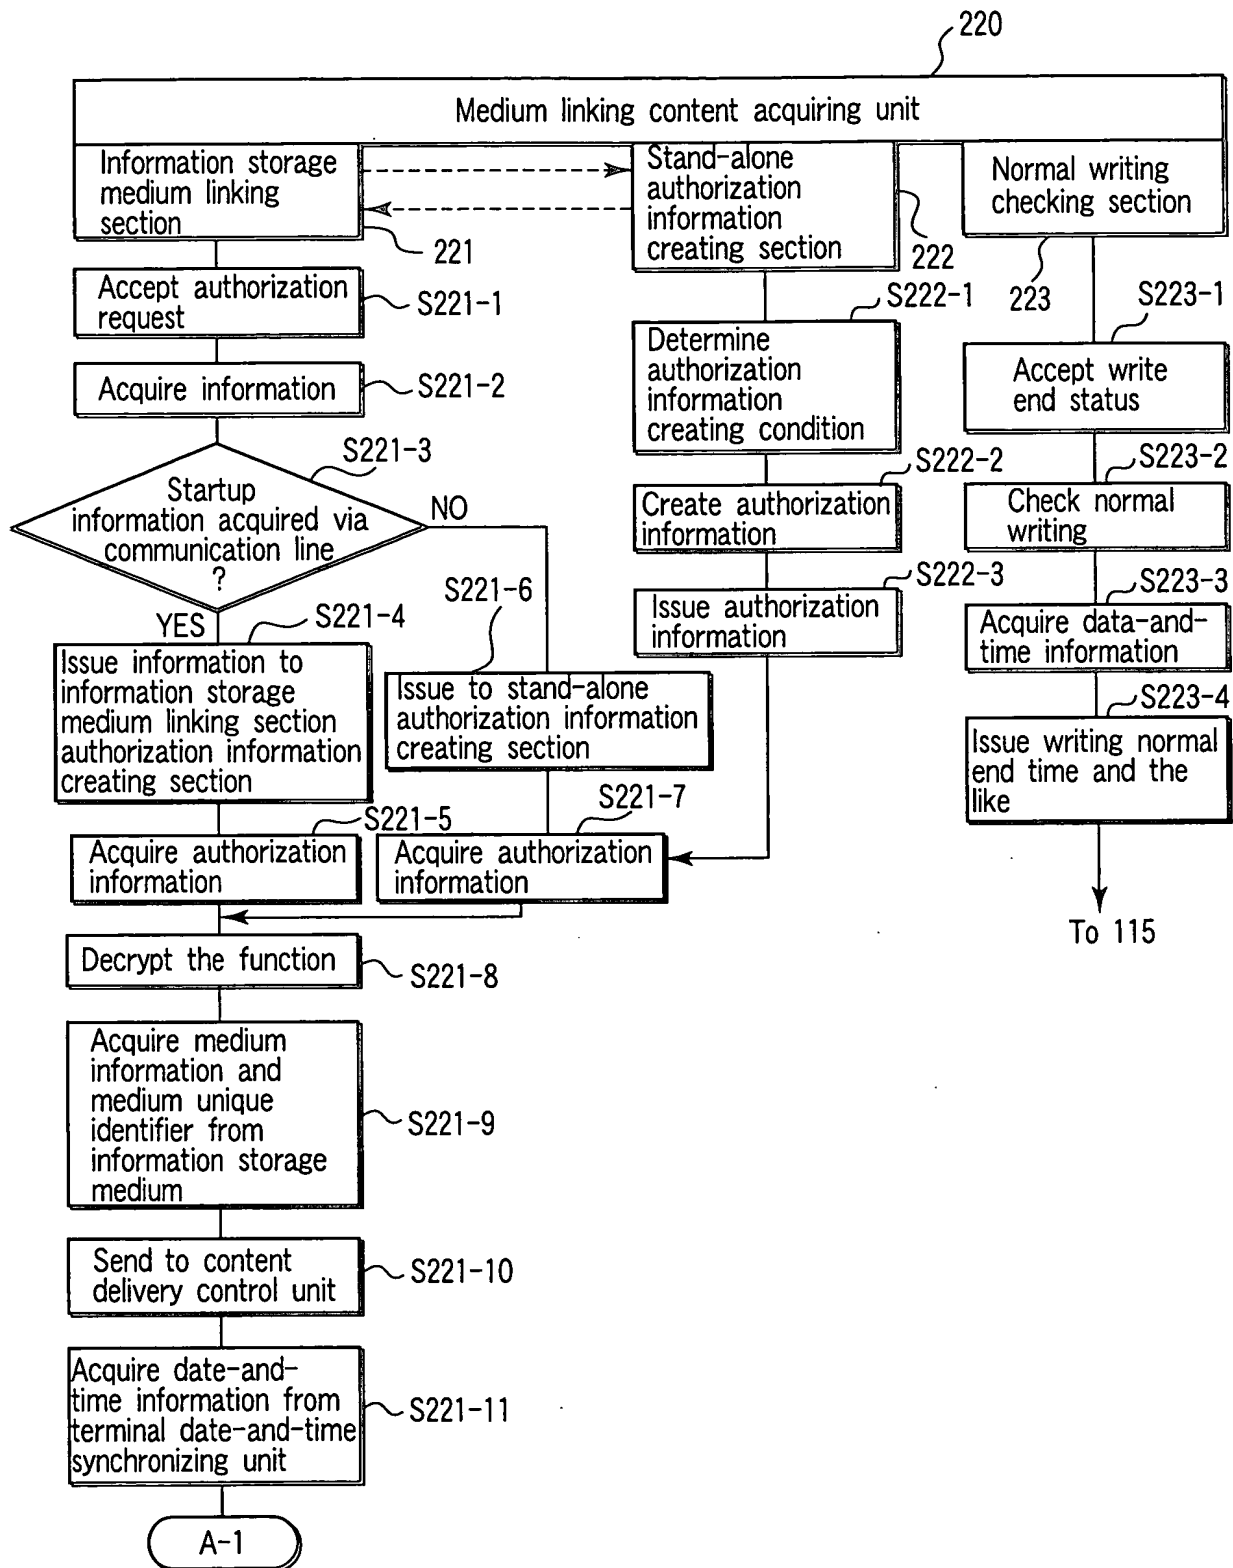 220
Medium linking content acquiring unit
Information storage
medium linking
section
221
Accept authorization
request
S221-1
Acquire information
S221-2
S221-3
Startup
information acquired via
communication line
?
NO
YES
S221-4
Issue information to
information storage
medium linking section
authorization information
creating section
S221-6
Issue to stand-alone
authorization information
creating section
S221-5
Acquire authorization
information
S221-7
Acquire authorization
information
Decrypt the function
S221-8
Acquire medium
information and
medium unique
identifier from
information storage
medium
S221-9
Send to content
delivery control unit
S221-10
Acquire date-and-
time information from
terminal date-and-time
synchronizing unit
S221-11
A-1
Stand-alone
authorization
information
creating section
222
S222-1
Determine
authorization
information
creating condition
S222-2
Create authorization
information
S222-3
Issue authorization
information
Normal writing
checking section
223
S223-1
Accept write
end status
S223-2
Check normal
writing
S223-3
Acquire data-and-
time information
S223-4
Issue writing normal
end time and the
like
To 115